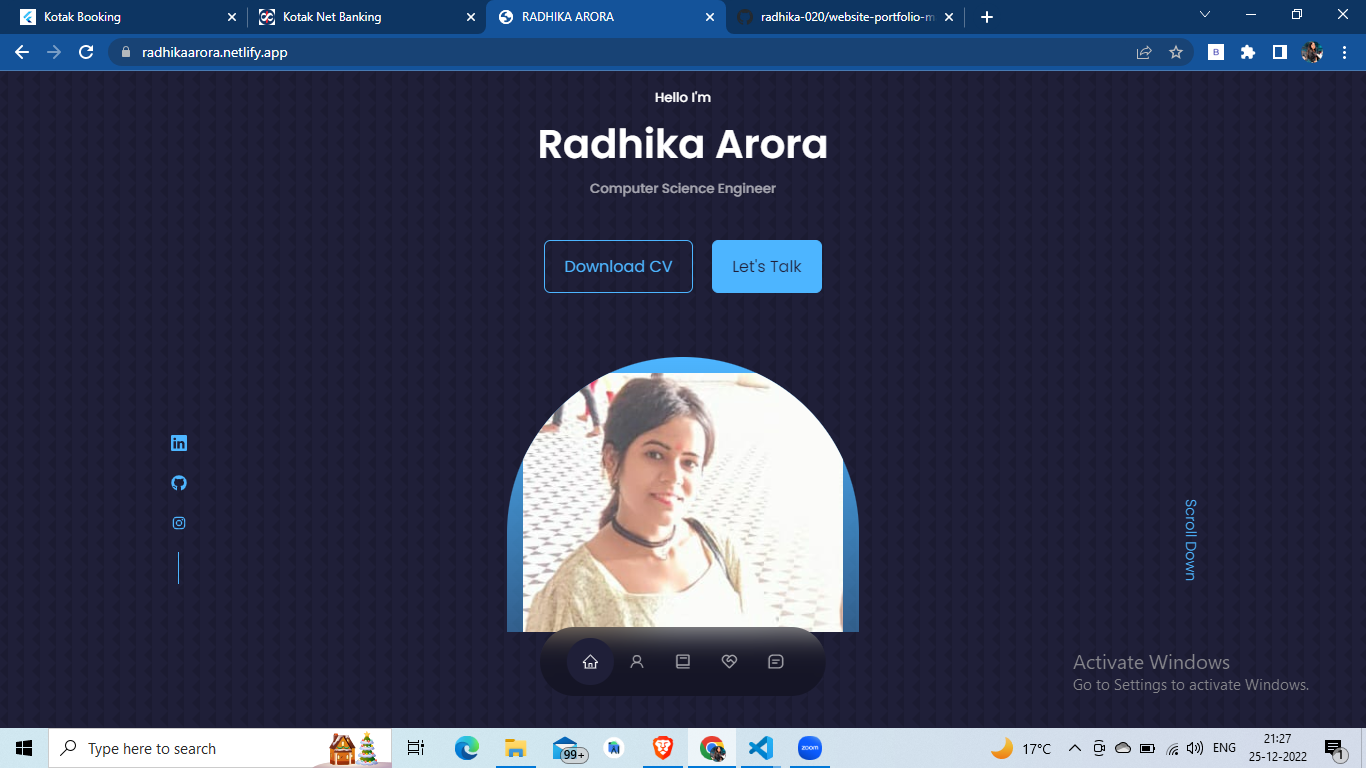 Kotak Booking
Kotak Net Banking
RADHIKA ARORA
radhika-020/website-portfolio-m
radhikaarora.netlify.app
B
Hello I'm
Radhika Arora
Computer Science Engineer
Download CV
Let's Talk
in
Scroll Down
Activate Windows
Go to Settings to activate Windows.
Type here to search
99+
zoom
17°C
ENG
21:27
25-12-2022
1